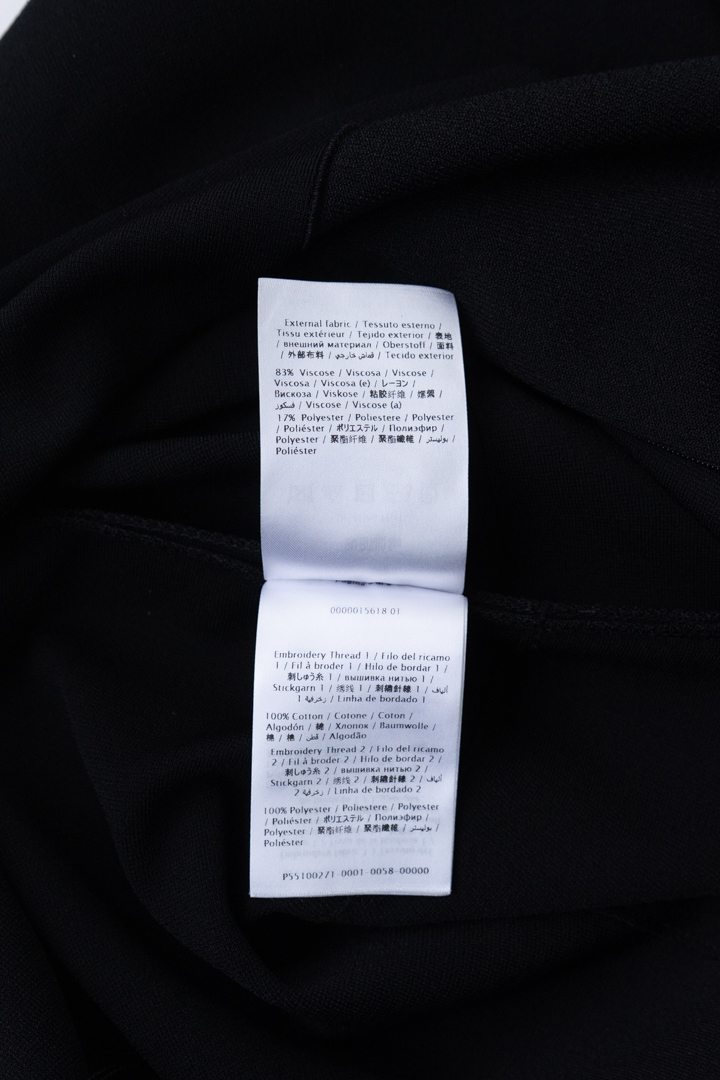 External fabric / Tessuto esterno /
Tissu extérieur / Tejido exterior / 表地
/ внешний материал / Oberstoff / 面料
/ 外部布料 / قماش خارجي / Tecido exterior
83% Viscose / Viscosa / Viscose /
Viscosa / Viscosa (e) / レーヨン /
Вискоза / Viskose / 粘胶纤维 / 嫘縈 /
فسكوز / Viscose / Viscose (a)
17% Polyester / Poliestere / Polyester
/ Poliéster / ポリエステル / Полиэфир /
Polyester / 聚酯纤维 / 聚酯纖維 / بوليستر /
Poliéster
0000015618 01
Embroidery Thread 1 / Filo del ricamo
1 / Fil à broder 1 / Hilo de bordar 1 /
刺しゅう糸 1 / вышивка нитью 1 /
Stickgarn 1 / 绣线 1 / 刺繡針線 1 / ألياف
زخرفية 1 / Linha de bordado 1
100% Cotton / Cotone / Coton /
Algodón / 綿 / Хлопок / Baumwolle /
棉 / 棉 / قطن / Algodão
Embroidery Thread 2 / Filo del ricamo
2 / Fil à broder 2 / Hilo de bordar 2 /
刺しゅう糸 2 / вышивка нитью 2 /
Stickgarn 2 / 绣线 2 / 刺繡針線 2 / ألياف
زخرفية 2 / Linha de bordado 2
100% Polyester / Poliestere / Polyester
/ Poliéster / ポリエステル / Полиэфир /
Polyester / 聚酯纤维 / 聚酯纖維 / بوليستر /
Poliéster
P55100271-0001-0058-00000